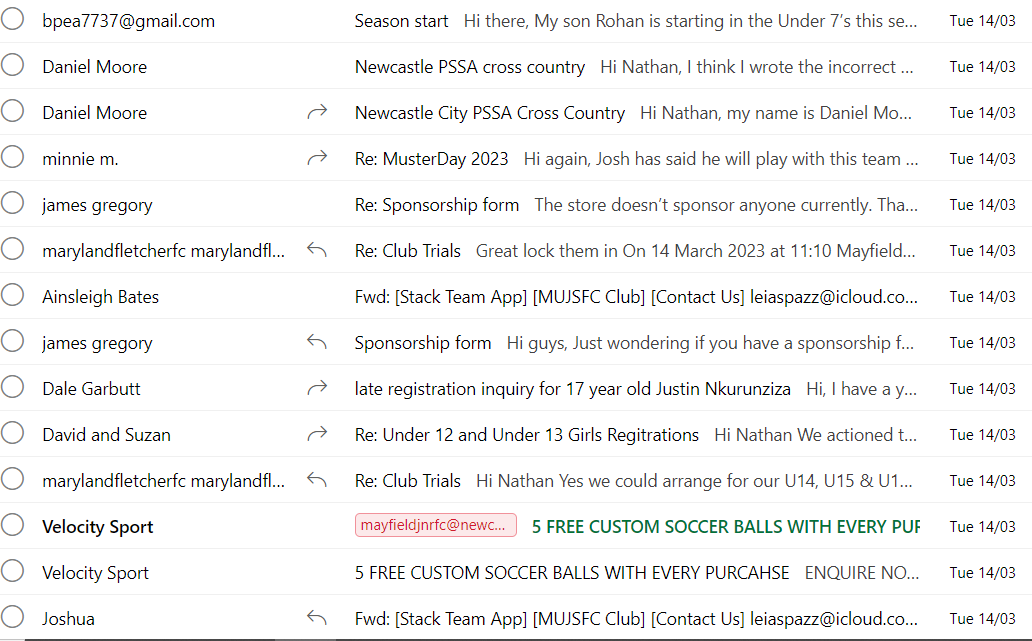 bpea7737@gmail.com Season start Hi there, My son Rohan is starting in the Under 7’s this se... Tue 14/03
Daniel Moore Newcastle PSSA cross country Hi Nathan, I think I wrote the incorrect ... Tue 14/03
Daniel Moore Newcastle City PSSA Cross Country Hi Nathan, my name is Daniel Mo... Tue 14/03
minnie m. Re: MusterDay 2023 Hi again, Josh has said he will play with this team ... Tue 14/03
james gregory Re: Sponsorship form The store doesn’t sponsor anyone currently. Tha... Tue 14/03
marylandfletcherfc marylandfl... Re: Club Trials Great lock them in On 14 March 2023 at 11:10 Mayfield... Tue 14/03
Ainsleigh Bates Fwd: [Stack Team App] [MUJSFC Club] [Contact Us] leiaspazz@icloud.co... Tue 14/03
james gregory Sponsorship form Hi guys, Just wondering if you have a sponsorship f... Tue 14/03
Dale Garbutt late registration inquiry for 17 year old Justin Nkurunziza Hi, I have a y... Tue 14/03
David and Suzan Re: Under 12 and Under 13 Girls Regitrations Hi Nathan We actioned t... Tue 14/03
marylandfletcherfc marylandfl... Re: Club Trials Hi Nathan Yes we could arrange for our U14, U15 & U1... Tue 14/03
Velocity Sport mayfieldjnrfc@newc... 5 FREE CUSTOM SOCCER BALLS WITH EVERY PUR Tue 14/03
Velocity Sport 5 FREE CUSTOM SOCCER BALLS WITH EVERY PURCAHSE ENQUIRE NO... Tue 14/03
Joshua Fwd: [Stack Team App] [MUJSFC Club] [Contact Us] leiaspazz@icloud.co... Tue 14/03